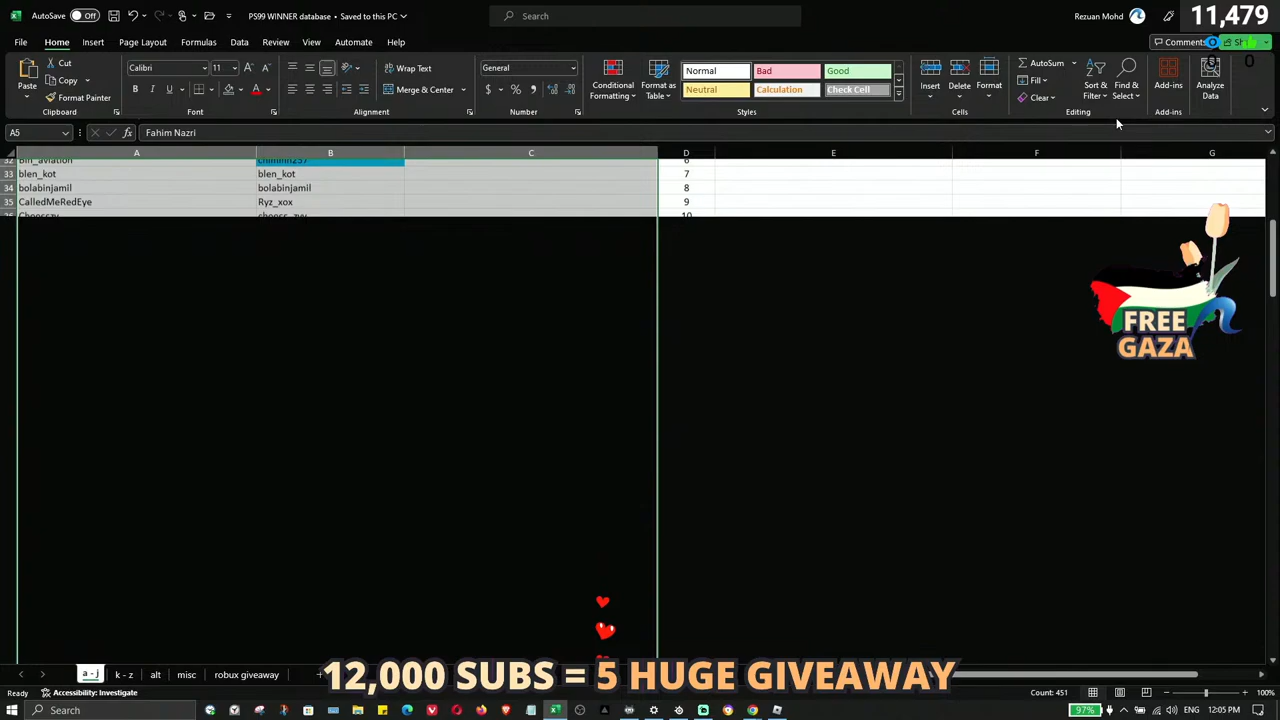 AutoSave Off PS99 WINNER database • Saved to this PC Search Rezuan Mohd 11,479
File Home Insert Page Layout Formulas Data Review View Automate Help Comments
Paste Cut Copy Format Painter Clipboard
Calibri 11 B I U Font
Wrap Text Merge & Center Alignment
General $ % Number
Conditional Formatting Format as Table Normal Bad Good Neutral Calculation Check Cell Styles
Insert Delete Format Cells
AutoSum Fill Clear Sort & Filter Find & Select Editing
Add-ins Add-ins
Analyze Data
0
A5 fx Fahim Nazri
A B C D E F G
33 blen_kot blen_kot 7
34 bolabinjamil bolabinjamil 8
35 CalledMeRedEye Ryz_xox 9
FREE
GAZA
12,000 SUBS = 5 HUGE GIVEAWAY
a - j k - z alt misc robux giveaway
Ready Accessibility: Investigate Count: 451 100%
Search 97% ENG 12:05 PM